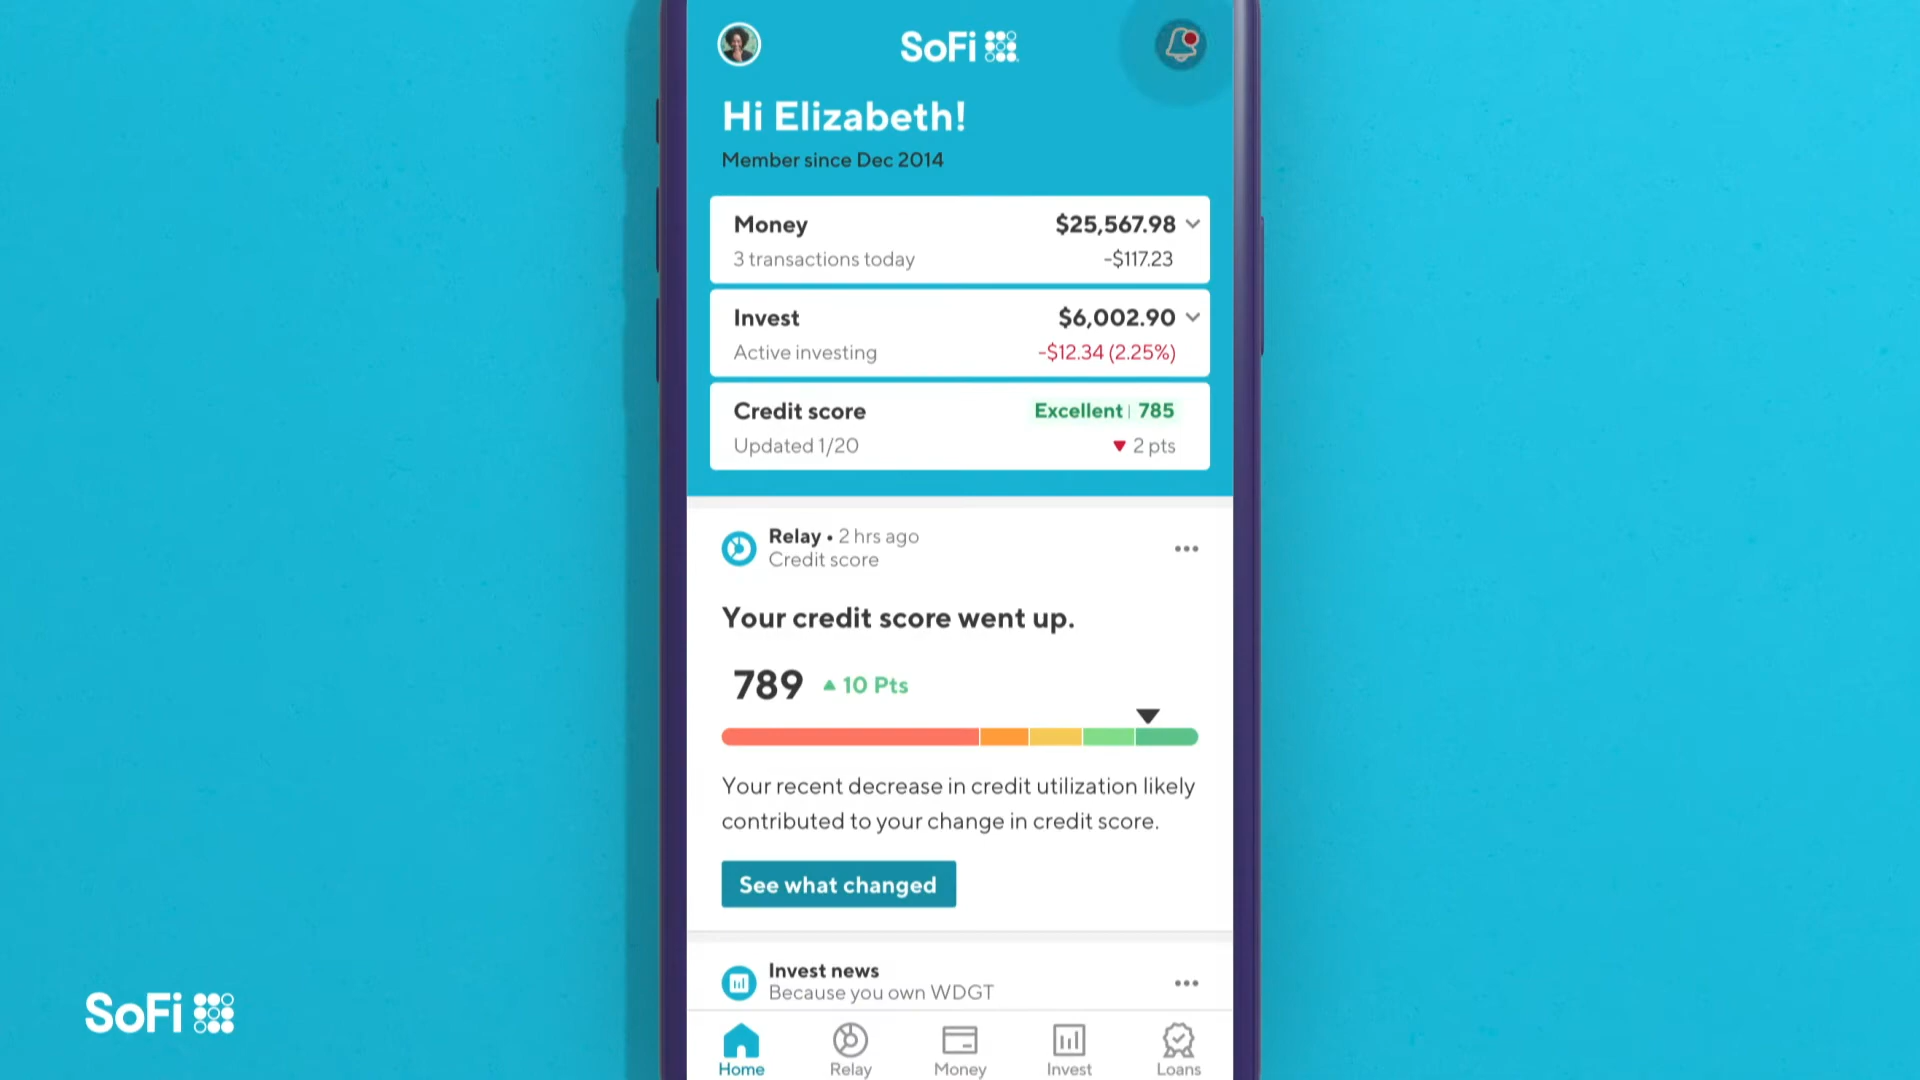 SoFi
Hi Elizabeth!
Member since Dec 2014
Money
$25,567.98
3 transactions today
-$117.23
Invest
$6,002.90
Active investing
-$12.34 (2.25%)
Credit score
Excellent | 785
Updated 1/20
▼ 2 pts
Relay • 2 hrs ago
Credit score
Your credit score went up.
789 ▲ 10 Pts
Your recent decrease in credit utilization likely
contributed to your change in credit score.
See what changed
Invest news
Because you own WDGT
Home
Relay
Money
Invest
Loans
SoFi